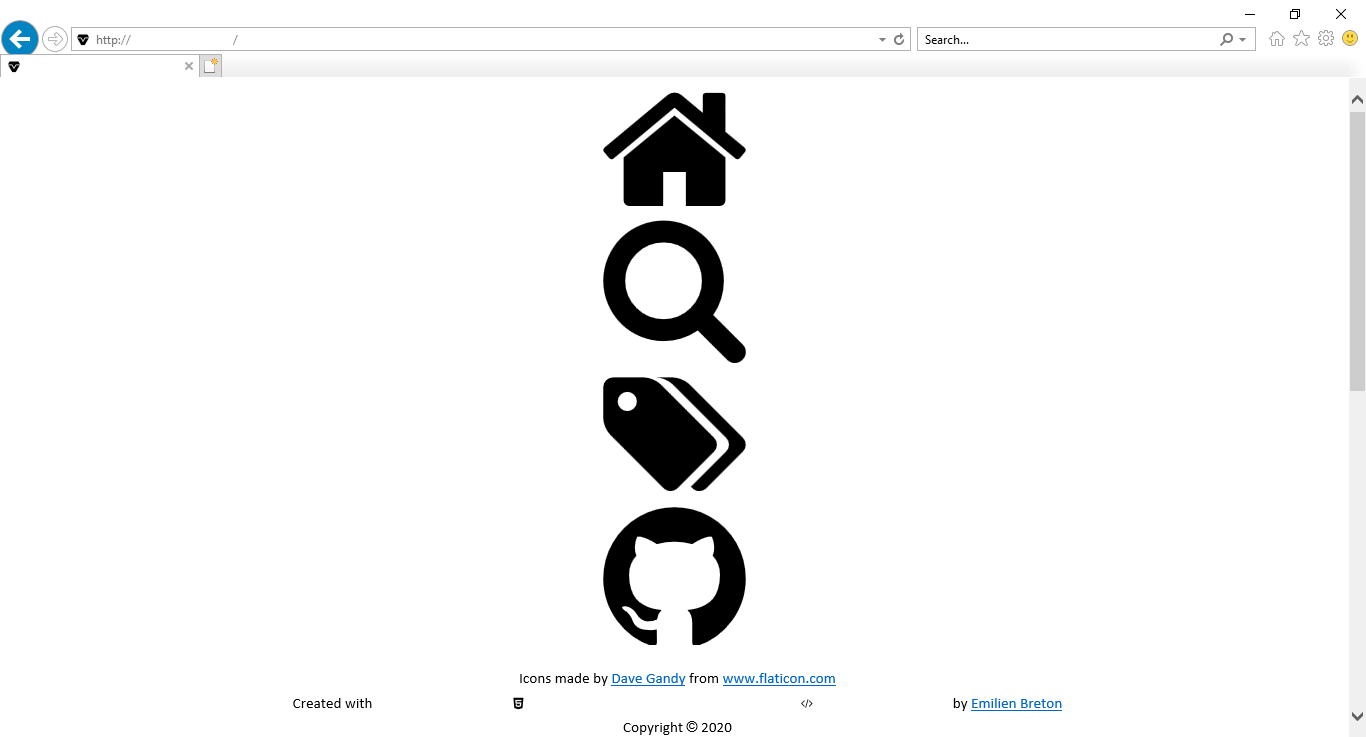 http:// /
Search...
Icons made by Dave Gandy from www.flaticon.com
Created with </> by Emilien Breton
Copyright © 2020